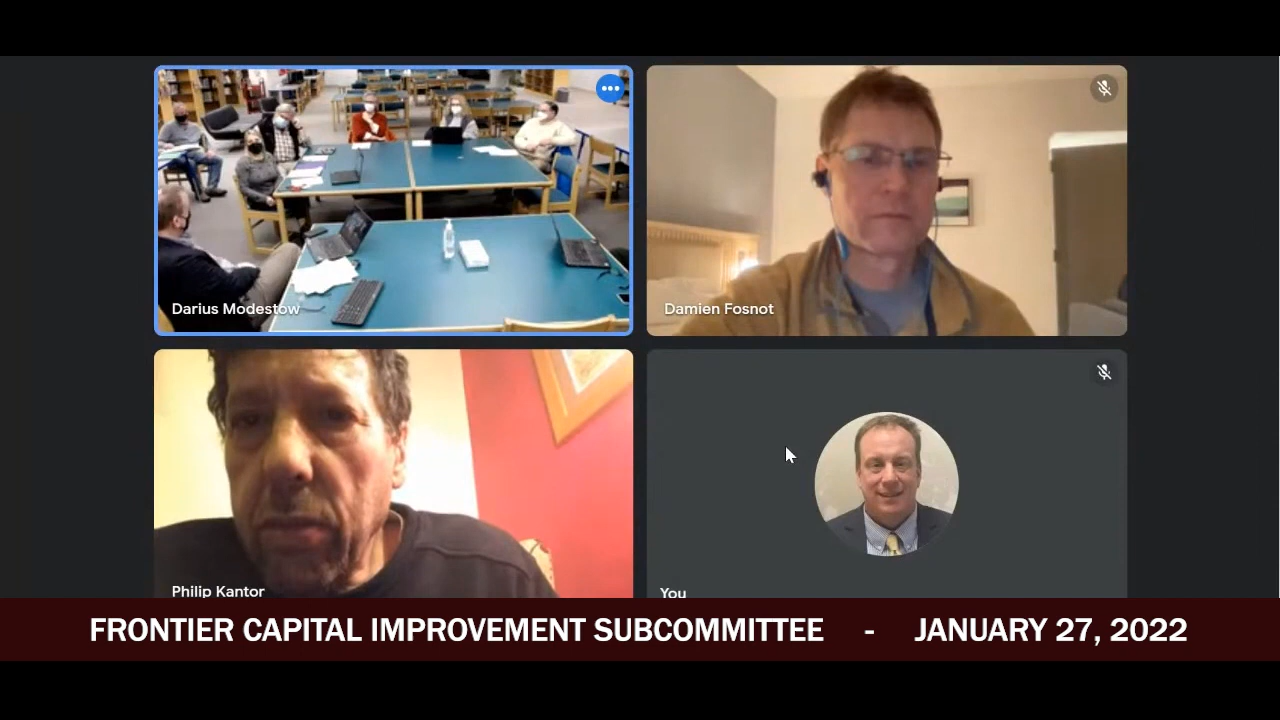 Darius Modestow
Damien Fosnot
Philip Kantor
You
FRONTIER CAPITAL IMPROVEMENT SUBCOMMITTEE - JANUARY 27, 2022